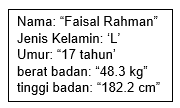 Nama: “Faisal Rahman”
Jenis Kelamin: ‘L’
Umur: “17 tahun’
berat badan: “48.3 kg”
tinggi badan: “182.2 cm”